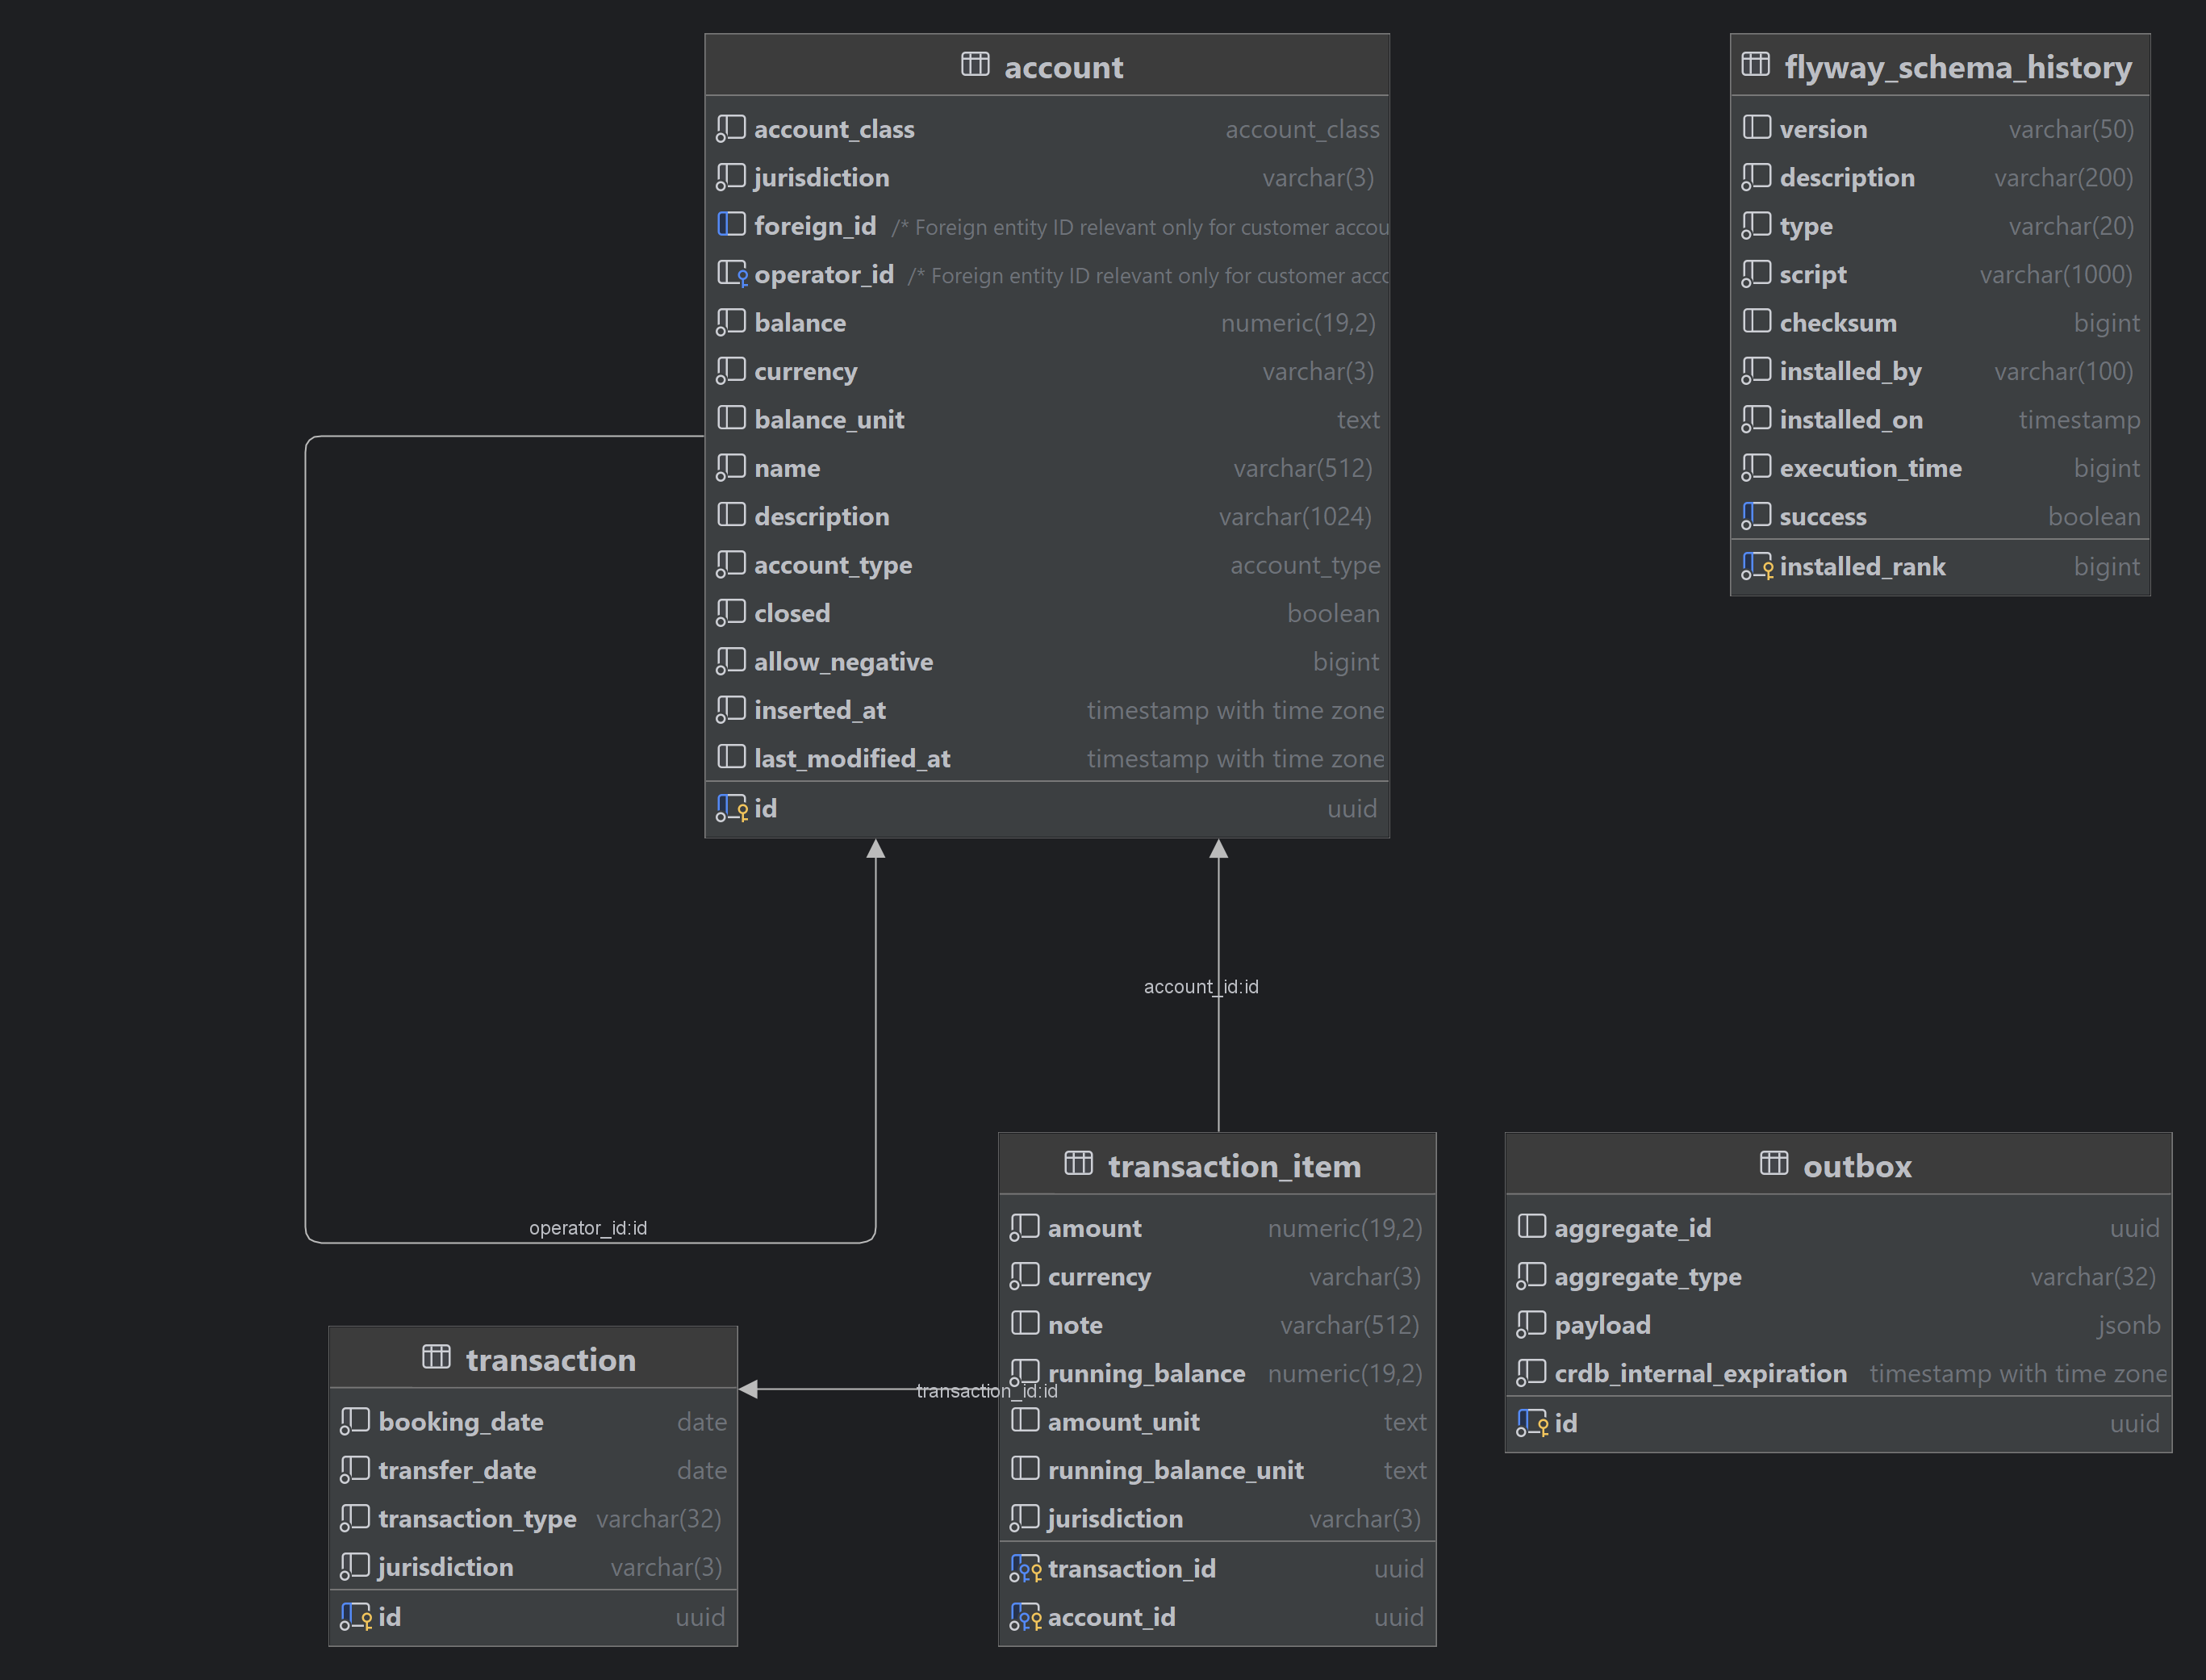 account
account_class account_class
jurisdiction varchar(3)
foreign_id /* Foreign entity ID relevant only for customer accou
operator_id /* Foreign entity ID relevant only for customer acco
balance numeric(19,2)
currency varchar(3)
balance_unit text
name varchar(512)
description varchar(1024)
account_type account_type
closed boolean
allow_negative bigint
inserted_at timestamp with time zone
last_modified_at timestamp with time zone
id uuid
flyway_schema_history
version varchar(50)
description varchar(200)
type varchar(20)
script varchar(1000)
checksum bigint
installed_by varchar(100)
installed_on timestamp
execution_time bigint
success boolean
installed_rank bigint
account_id:id
operator_id:id
transaction_id:id
transaction
booking_date date
transfer_date date
transaction_type varchar(32)
jurisdiction varchar(3)
id uuid
transaction_item
amount numeric(19,2)
currency varchar(3)
note varchar(512)
running_balance numeric(19,2)
amount_unit text
running_balance_unit text
jurisdiction varchar(3)
transaction_id uuid
account_id uuid
outbox
aggregate_id uuid
aggregate_type varchar(32)
payload jsonb
crdb_internal_expiration timestamp with time zone
id uuid